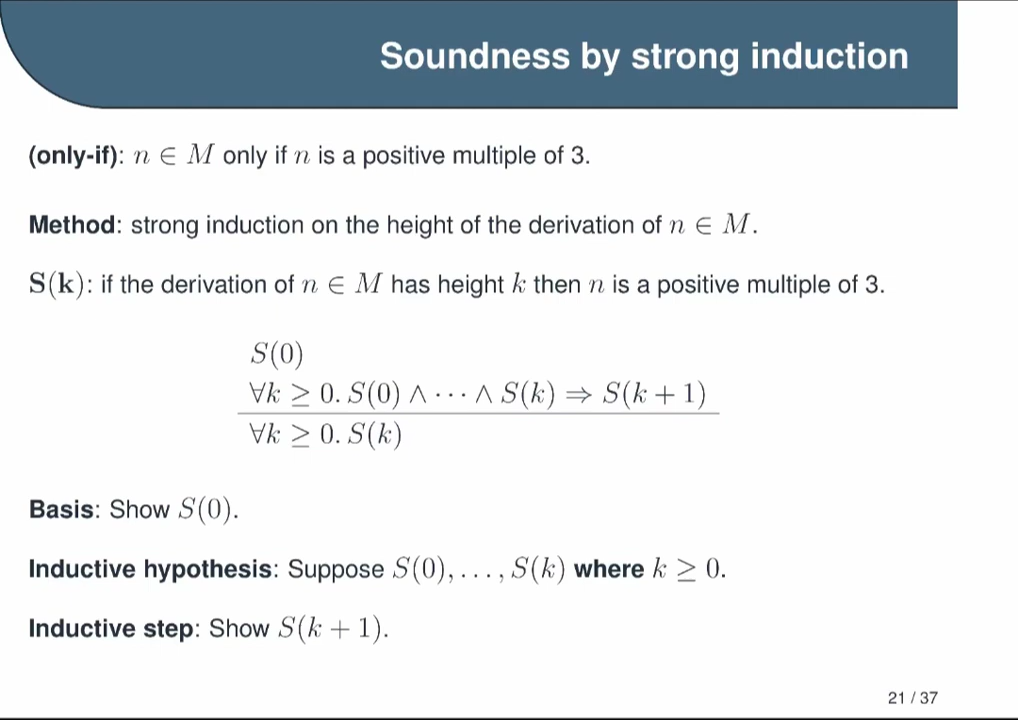 Soundness by strong induction
(only-if): n ∈ M only if n is a positive multiple of 3.
Method: strong induction on the height of the derivation of n ∈ M.
S(k): if the derivation of n ∈ M has height k then n is a positive multiple of 3.
S(0)
∀k ≥ 0. S(0) ∧ ··· ∧ S(k) ⇒ S(k + 1)
∀k ≥ 0. S(k)
Basis: Show S(0).
Inductive hypothesis: Suppose S(0), . . . , S(k) where k ≥ 0.
Inductive step: Show S(k + 1).
21 / 37